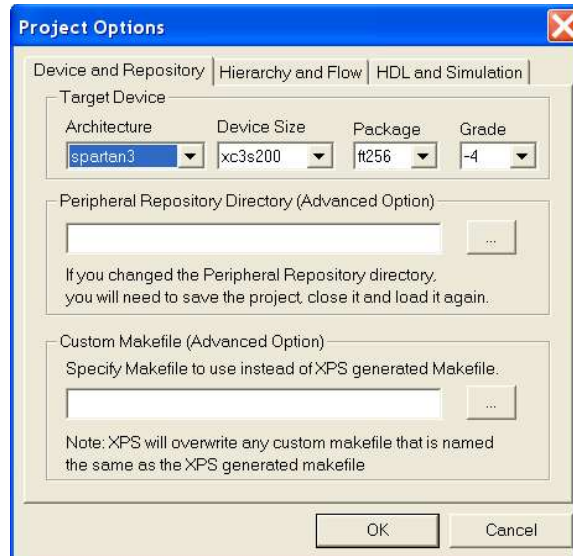 Project Options
Device and Repository Hierarchy and Flow HDL and Simulation
Target Device
Architecture Device Size Package Grade
spartan3 xc3s200 ft256 -4
Peripheral Repository Directory (Advanced Option)
...
If you changed the Peripheral Repository directory,
you will need to save the project, close it and load it again.
Custom Makefile (Advanced Option)
Specify Makefile to use instead of XPS generated Makefile.
...
Note: XPS will overwrite any custom makefile that is named
the same as the XPS generated makefile
OK Cancel